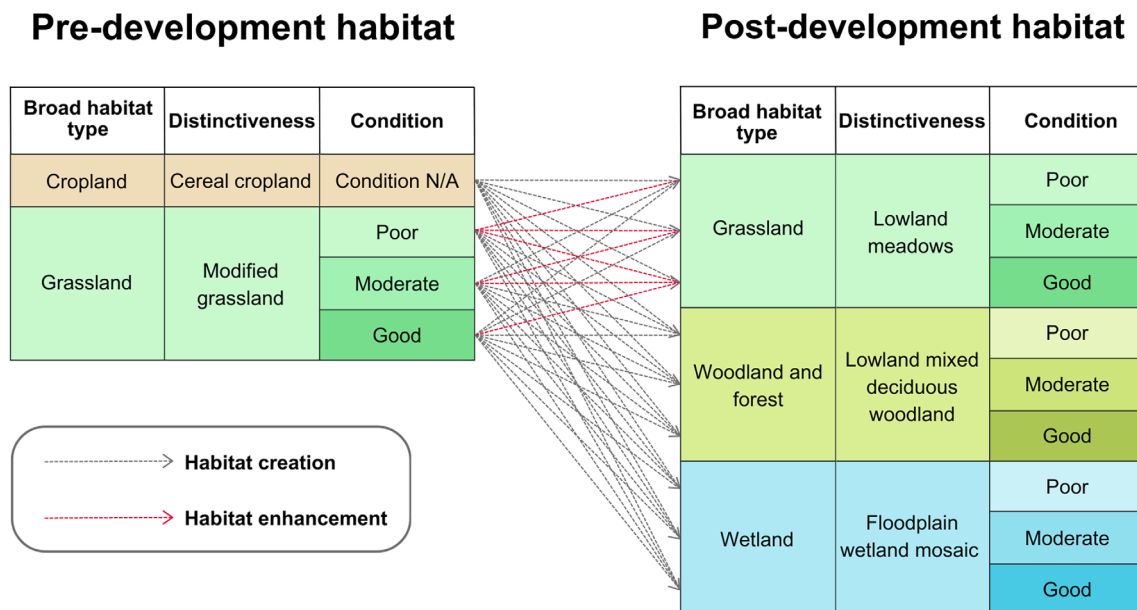 Pre-development habitat
Post-development habitat
Broad habitat
type
Distinctiveness
Condition
Cropland
Cereal cropland
Condition N/A
Grassland
Modified
grassland
Poor
Moderate
Good
Habitat creation
Habitat enhancement
Broad habitat
type
Distinctiveness
Condition
Grassland
Lowland
meadows
Poor
Moderate
Good
Woodland and
forest
Lowland mixed
deciduous
woodland
Poor
Moderate
Good
Wetland
Floodplain
wetland mosaic
Poor
Moderate
Good